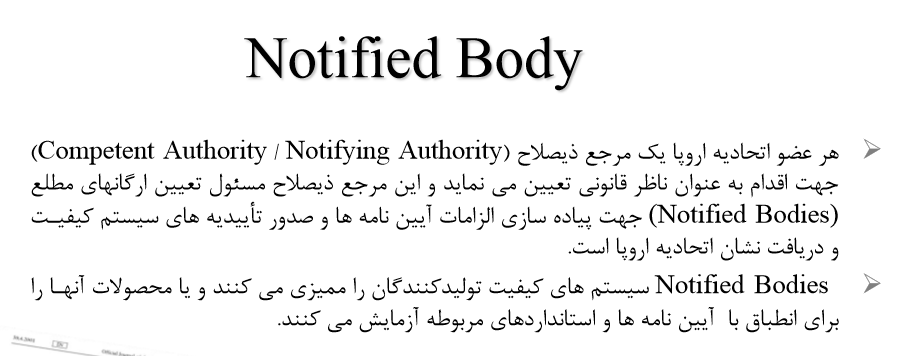 Notified Body
هر عضو اتحادیه اروپا یک مرجع ذیصلاح (Competent Authority / Notifying Authority)
جهت اقدام به عنوان ناظر قانونی تعیین می نماید و این مرجع ذیصلاح مسئول تعیین ارگانهای مطلع
(Notified Bodies) جهت پیاده سازی الزامات آیین نامه ها و صدور تأییدیه های سیستم کیفیت
و دریافت نشان اتحادیه اروپا است.
Notified Bodies سیستم های کیفیت تولیدکنندگان را ممیزی می کنند و یا محصولات آنها را
برای انطباق با آیین نامه ها و استانداردهای مربوطه آزمایش می کنند.